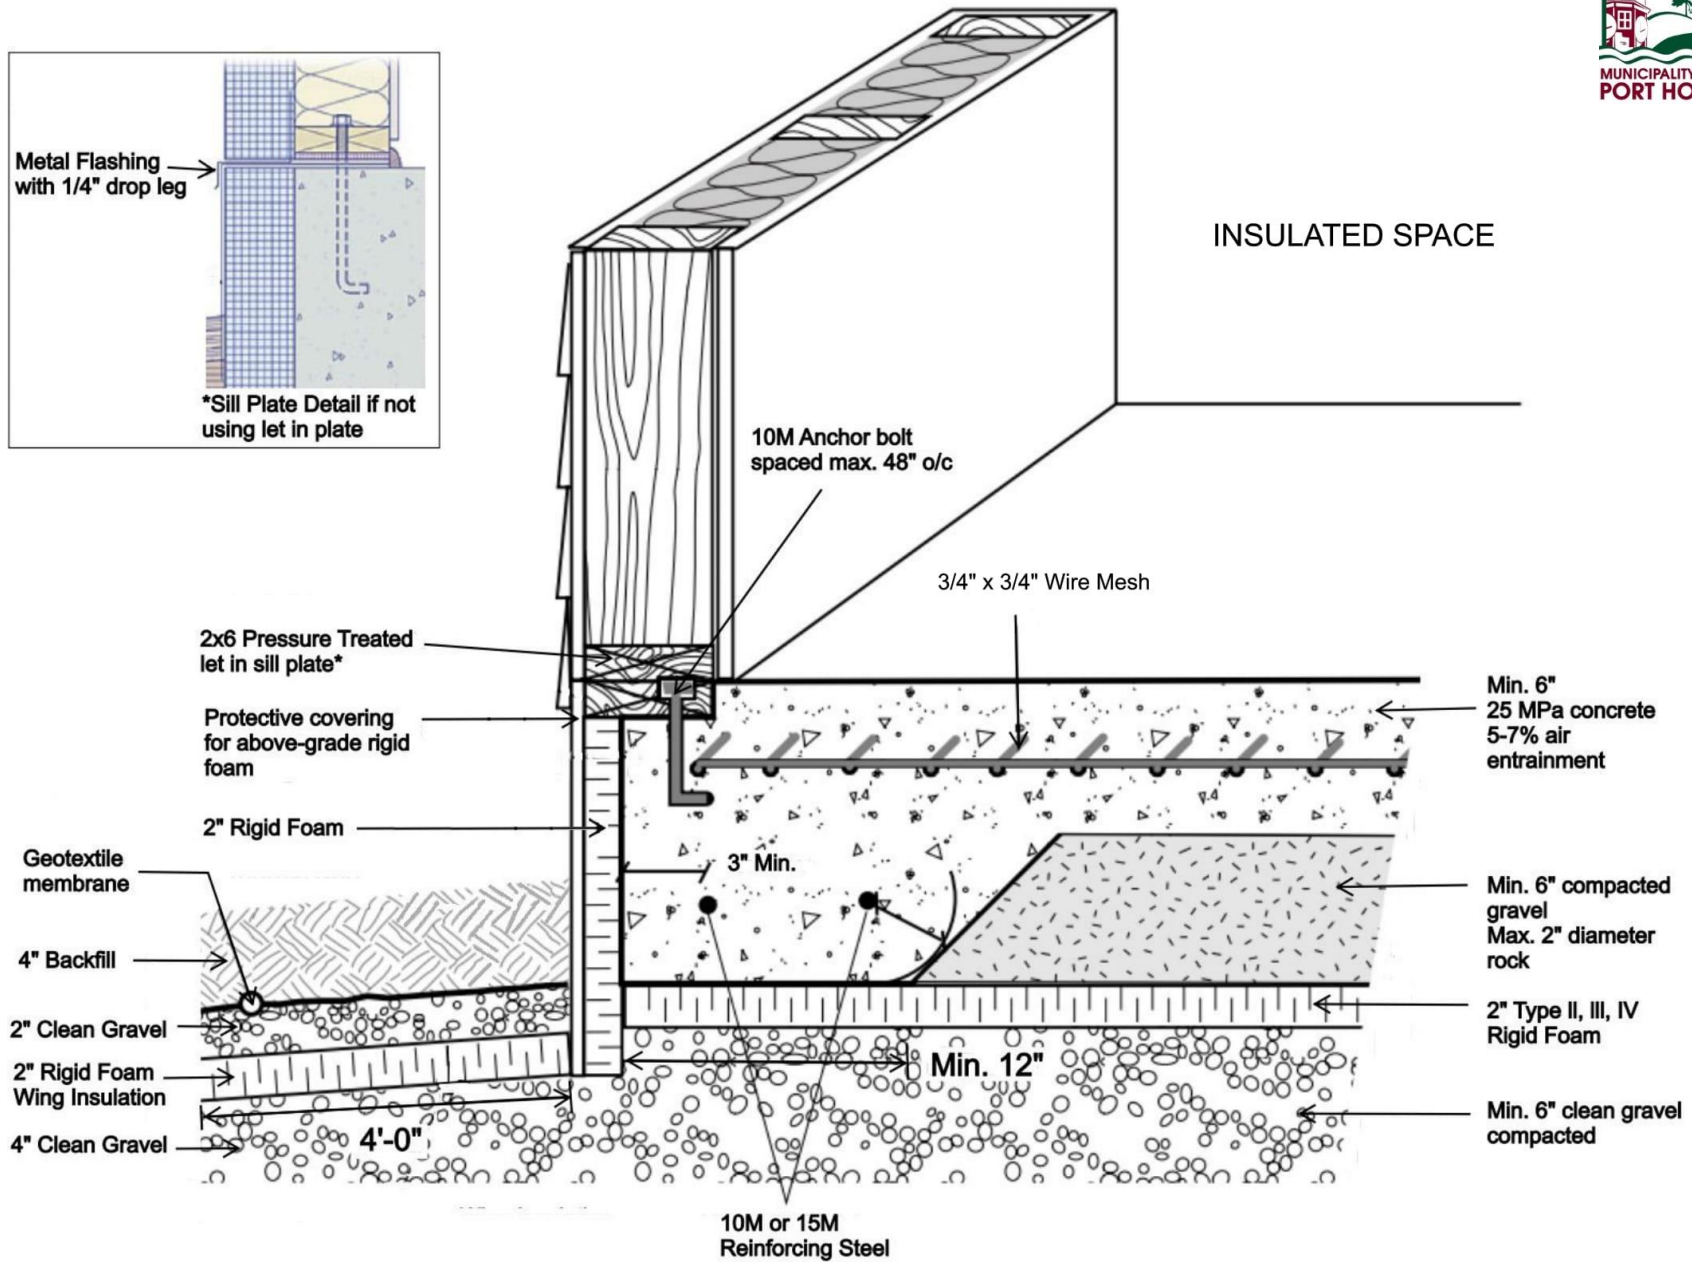 MUNICIPALITY
PORT HO
Metal Flashing
with 1/4" drop leg
*Sill Plate Detail if not
using let in plate
INSULATED SPACE
10M Anchor bolt
spaced max. 48" o/c
3/4" x 3/4" Wire Mesh
2x6 Pressure Treated
let in sill plate*
Protective covering
for above-grade rigid
foam
2" Rigid Foam
Geotextile
membrane
4" Backfill
2" Clean Gravel
2" Rigid Foam
Wing Insulation
4" Clean Gravel
4'-0"
3" Min.
Min. 12"
10M or 15M
Reinforcing Steel
Min. 6"
25 MPa concrete
5-7% air
entrainment
Min. 6" compacted
gravel
Max. 2" diameter
rock
2" Type II, III, IV
Rigid Foam
Min. 6" clean gravel
compacted